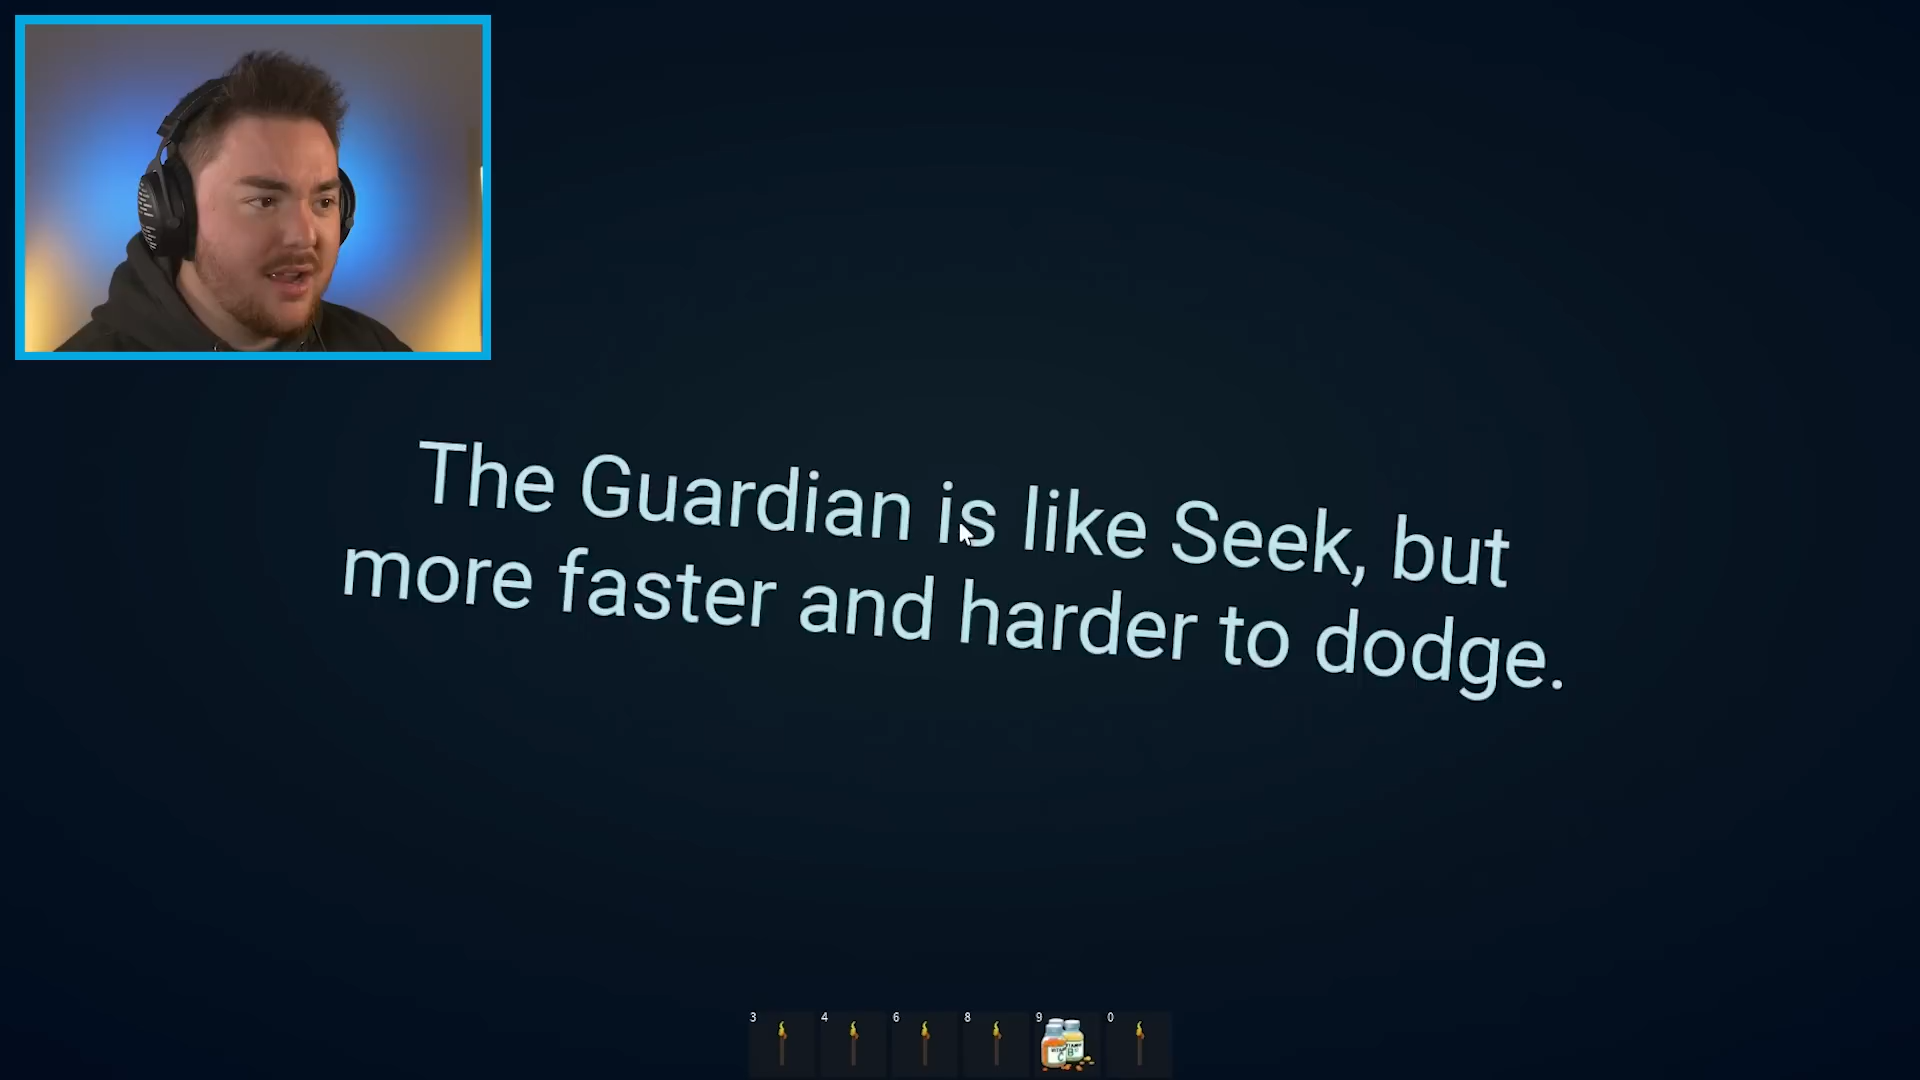 The Guardian is like Seek, but
more faster and harder to dodge.
3 4 6 8 9 0